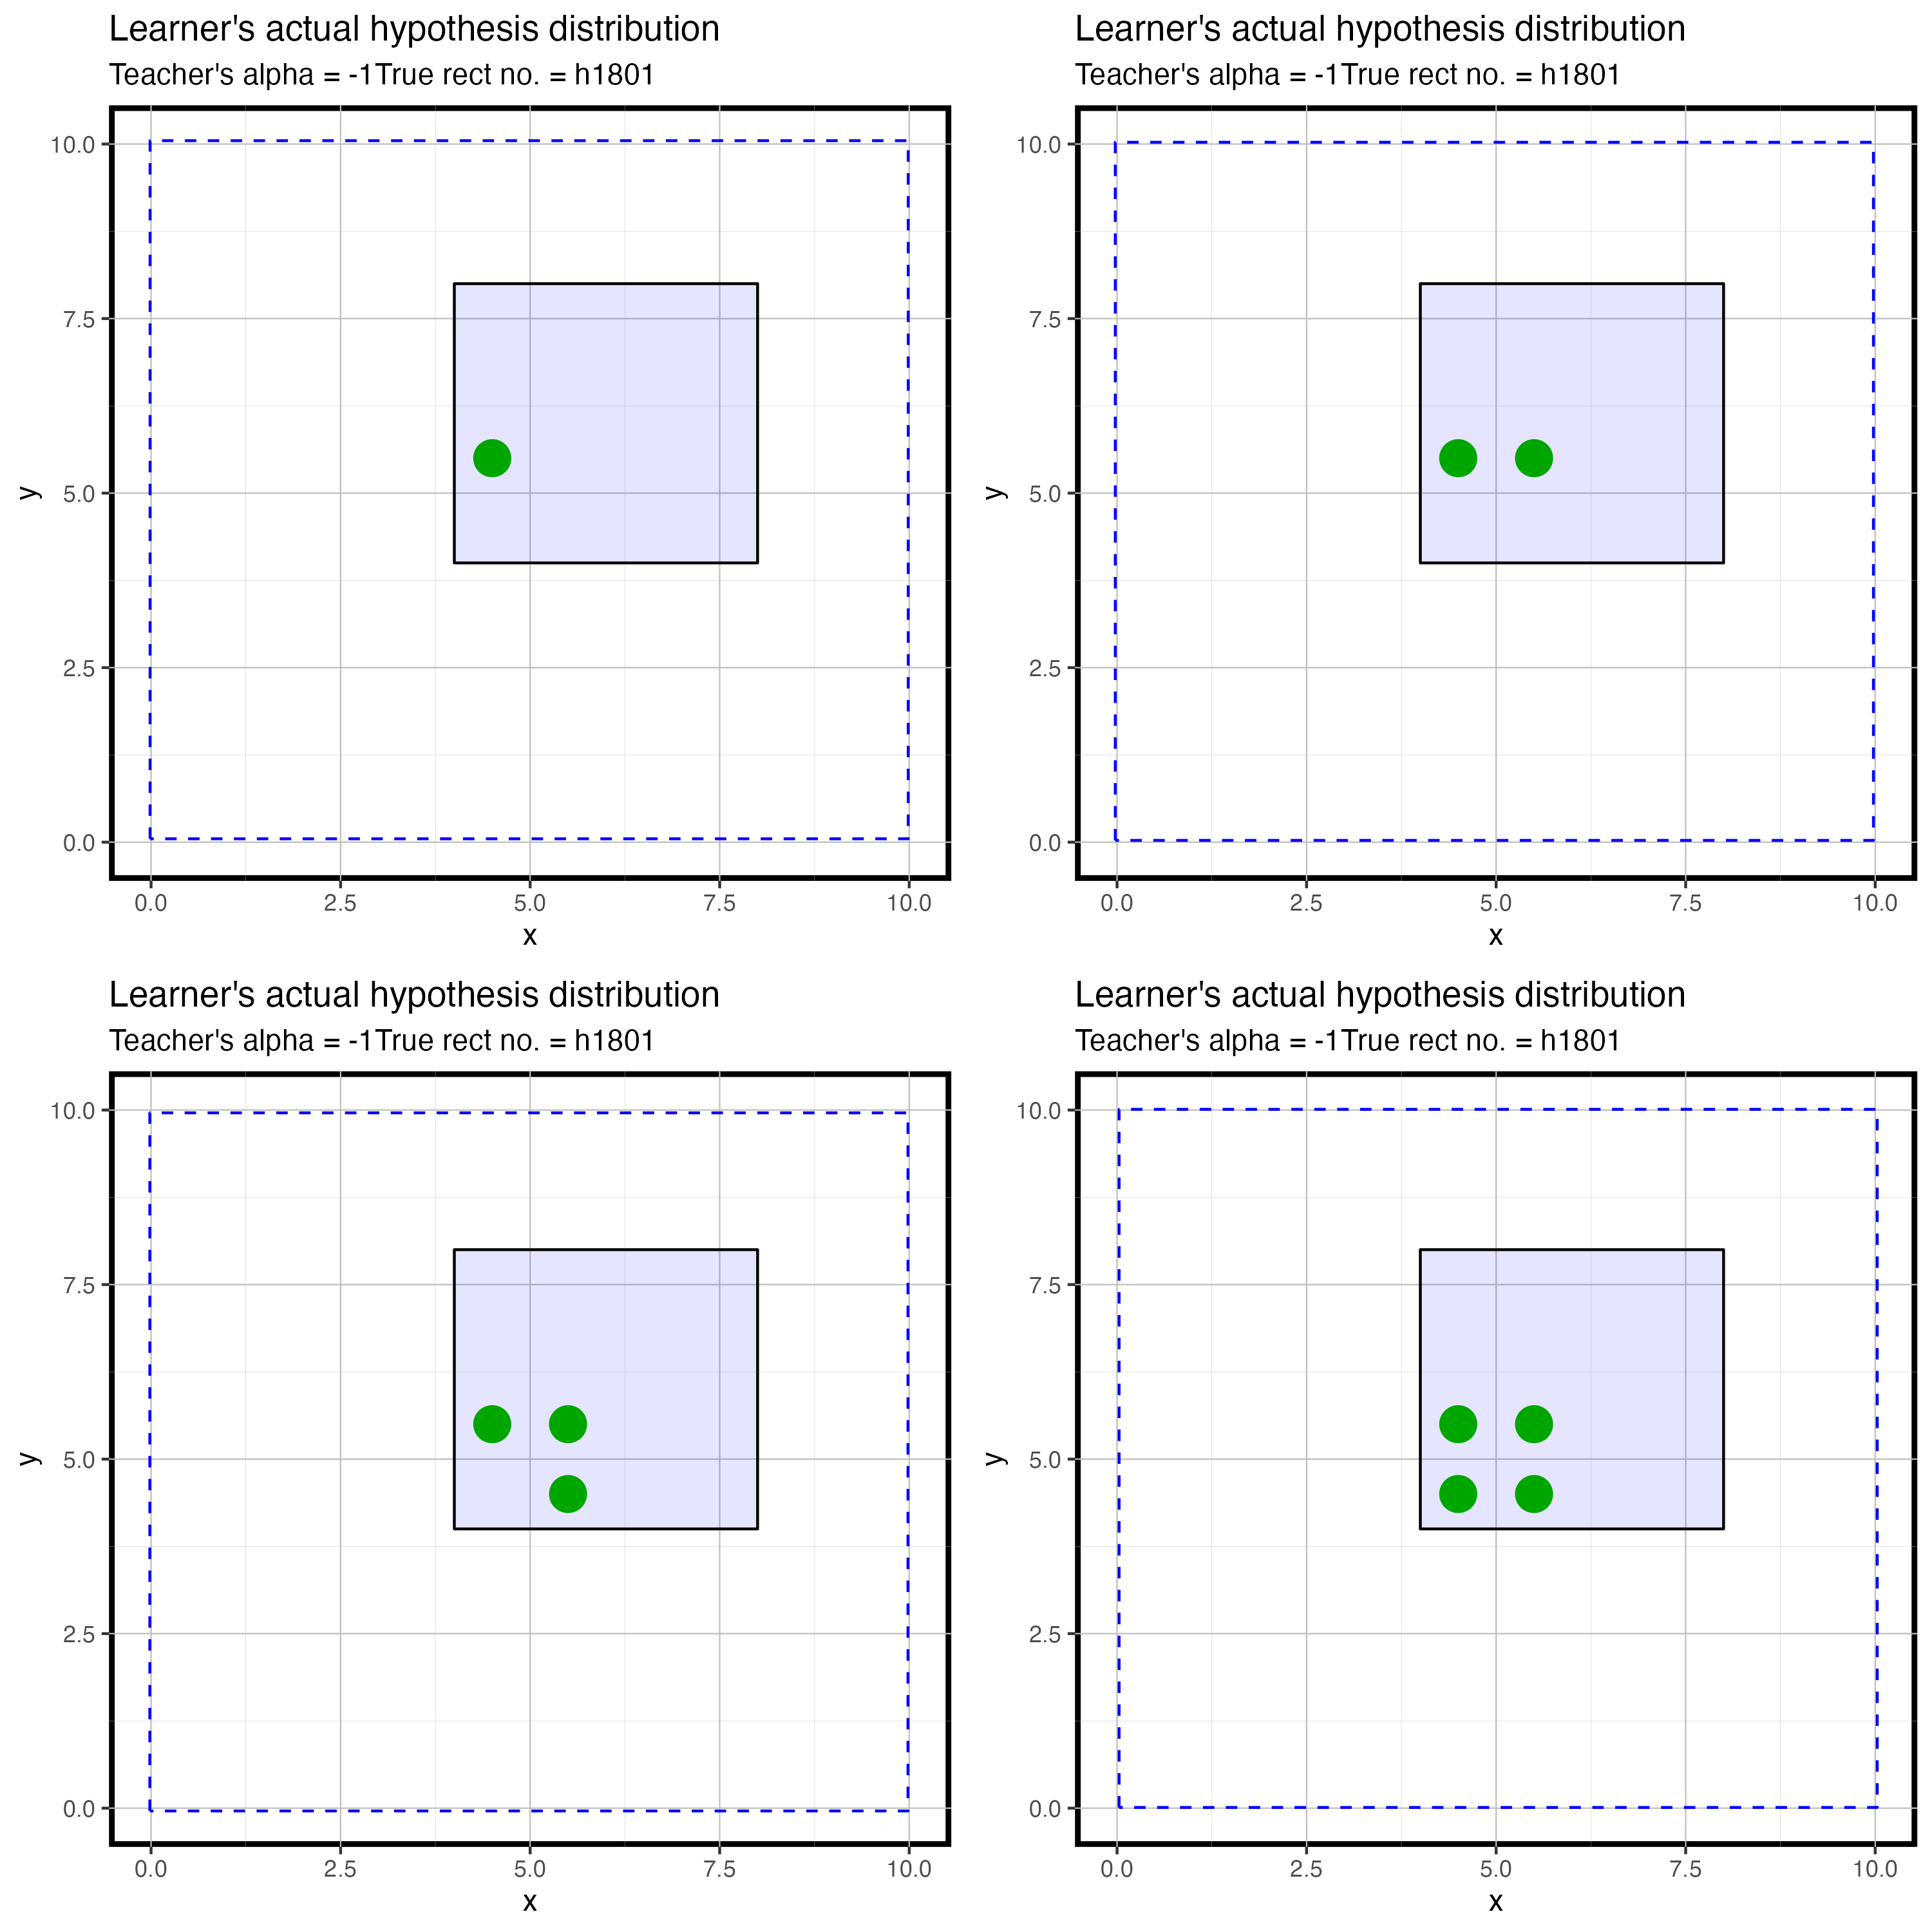 Learner's actual hypothesis distribution
Teacher's alpha = -1True rect no. = h1801
10.0
7.5
5.0
2.5
0.0
y
0.0 2.5 5.0 7.5 10.0
x
Learner's actual hypothesis distribution
Teacher's alpha = -1True rect no. = h1801
10.0
7.5
5.0
2.5
0.0
y
0.0 2.5 5.0 7.5 10.0
x
Learner's actual hypothesis distribution
Teacher's alpha = -1True rect no. = h1801
10.0
7.5
5.0
2.5
0.0
y
0.0 2.5 5.0 7.5 10.0
x
Learner's actual hypothesis distribution
Teacher's alpha = -1True rect no. = h1801
10.0
7.5
5.0
2.5
0.0
y
0.0 2.5 5.0 7.5 10.0
x